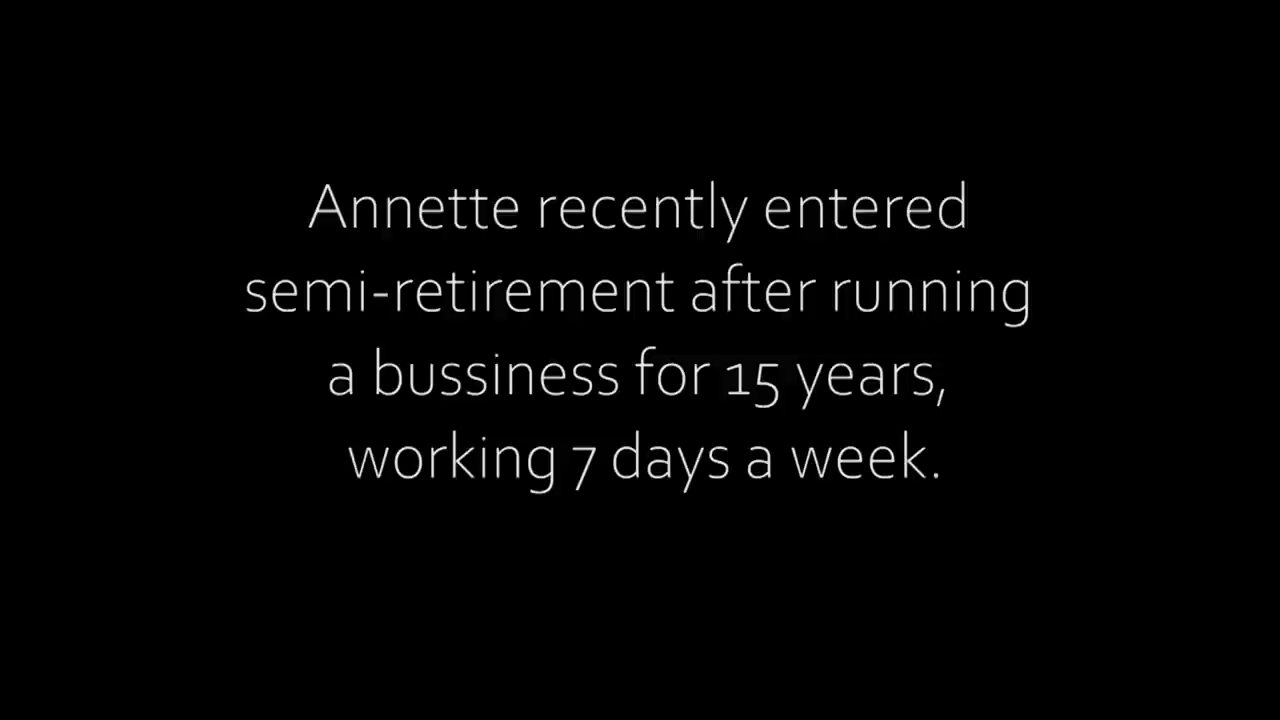 Annette recently entered
semi-retirement after running
a bussiness for 15 years,
working 7 days a week.